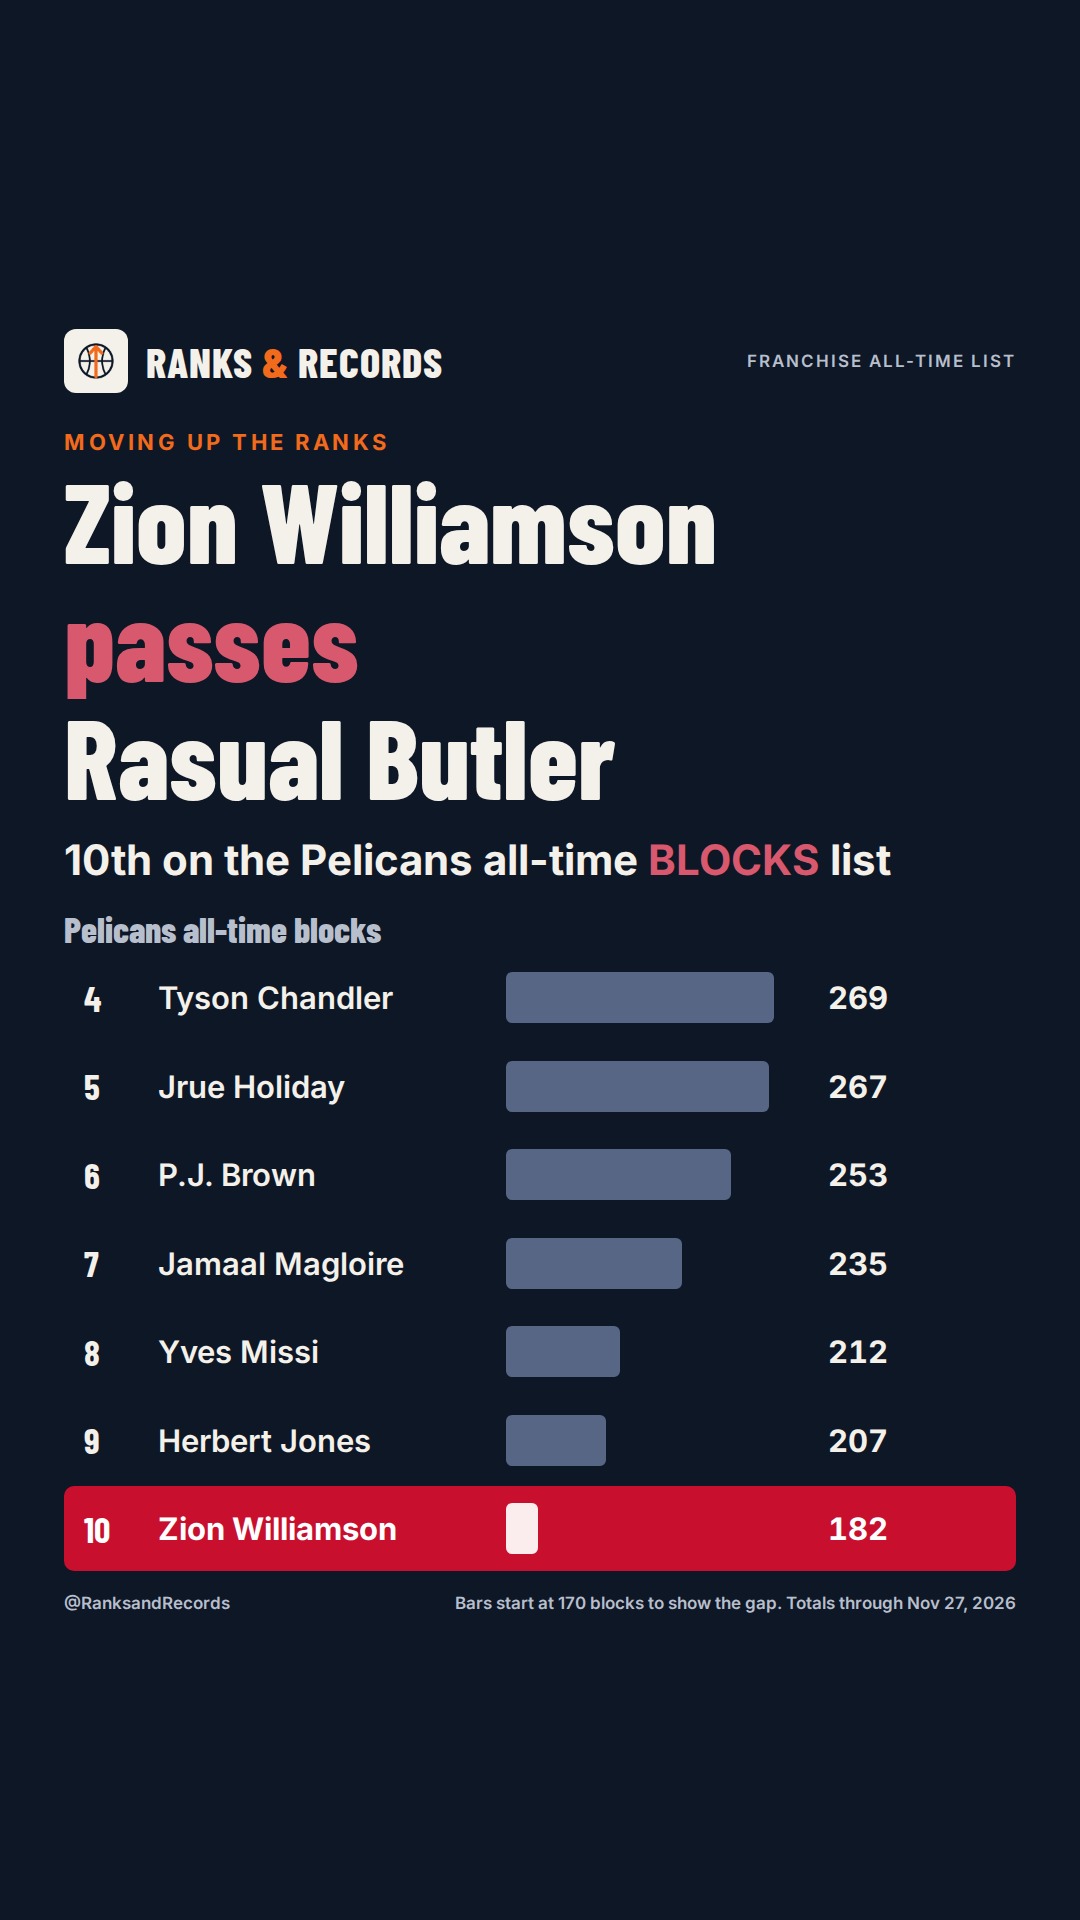 RANKS & RECORDS
FRANCHISE ALL-TIME LIST
MOVING UP THE RANKS
Zion Williamson
passes
Rasual Butler
10th on the Pelicans all-time BLOCKS list
Pelicans all-time blocks
4 Tyson Chandler 269
5 Jrue Holiday 267
6 P.J. Brown 253
7 Jamaal Magloire 235
8 Yves Missi 212
9 Herbert Jones 207
10 Zion Williamson 182
@RanksandRecords
Bars start at 170 blocks to show the gap. Totals through Nov 27, 2026